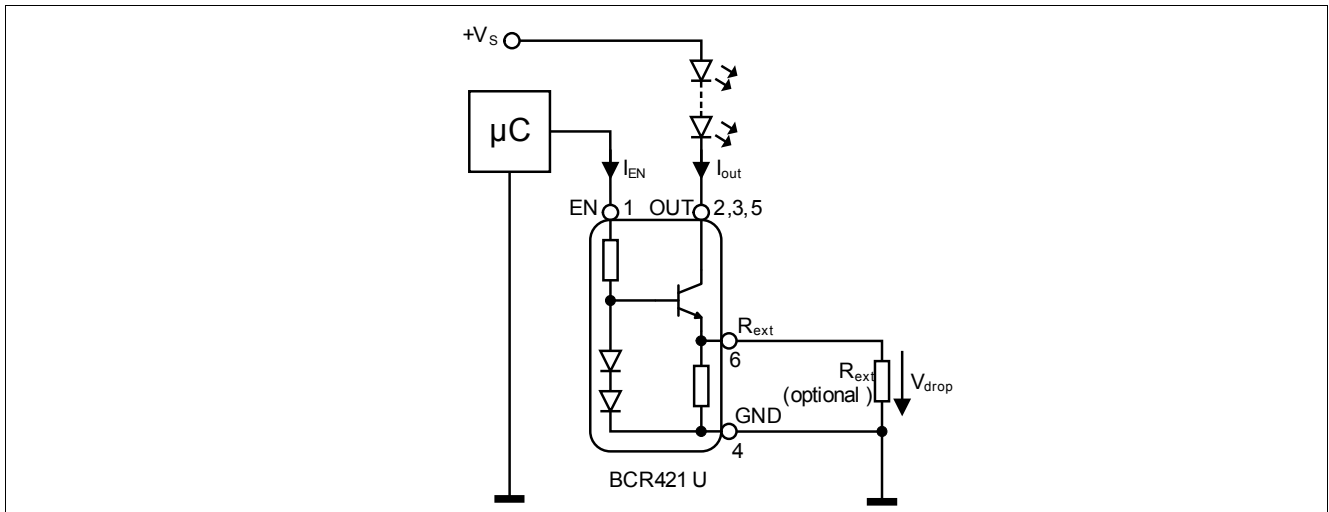 +VS
µC
IEN
Iout
EN 1 OUT 2,3,5
Rext
6
Rext
(optional )
Vdrop
GND
4
BCR421 U